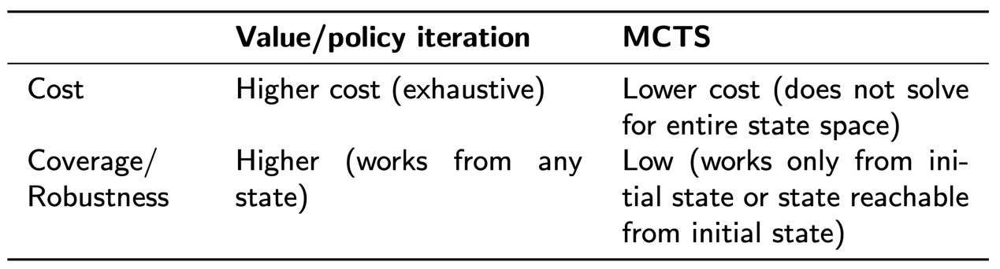 Value/policy iteration MCTS
Cost Higher cost (exhaustive) Lower cost (does not solve
for entire state space)
Coverage/ Higher (works from any Low (works only from ini-
Robustness state) tial state or state reachable
from initial state)